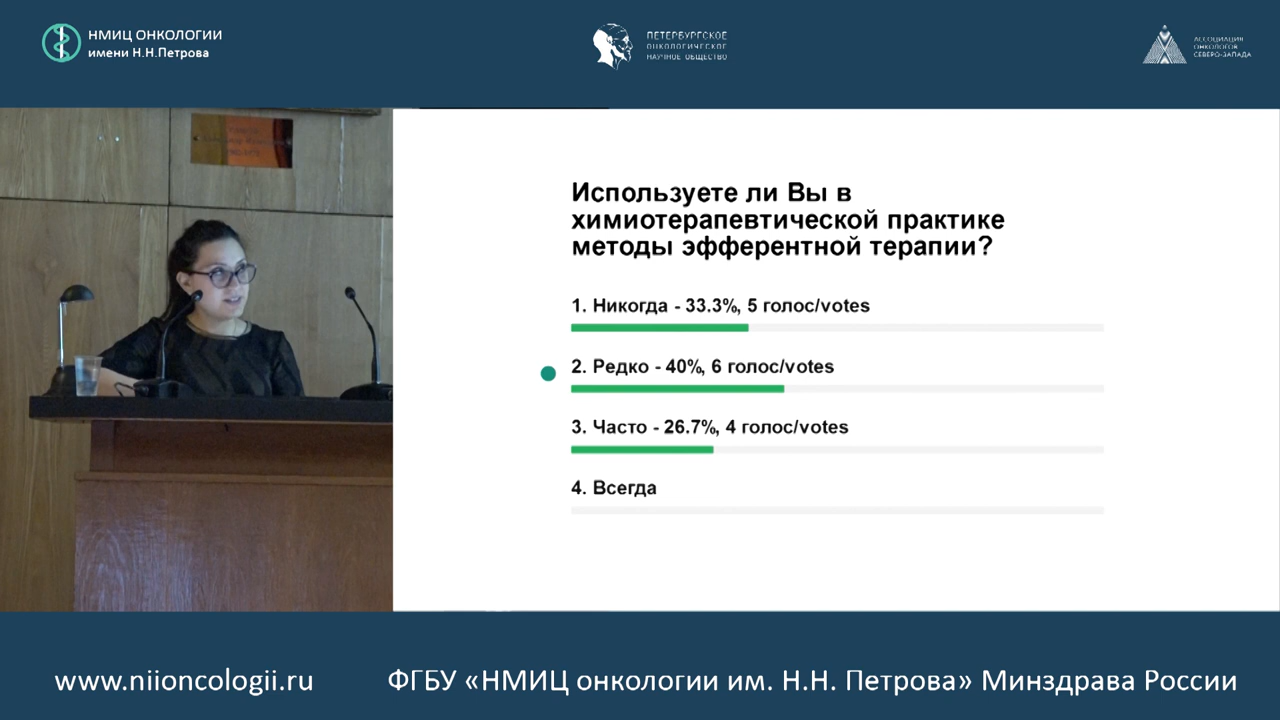 НМИЦ ОНКОЛОГИИ
имени Н.Н.Петрова
ПЕТЕРБУРГСКОЕ
ОНКОЛОГИЧЕСКОЕ
НАУЧНОЕ ОБЩЕСТВО
АССОЦИАЦИЯ
ОНКОЛОГОВ
СЕВЕРО-ЗАПАДА
Используете ли Вы в
химиотерапевтической практике
методы эфферентной терапии?
1. Никогда - 33.3%, 5 голос/votes
2. Редко - 40%, 6 голос/votes
3. Часто - 26.7%, 4 голос/votes
4. Всегда
www.niioncologii.ru
ФГБУ «НМИЦ онкологии им. Н.Н. Петрова» Минздрава России